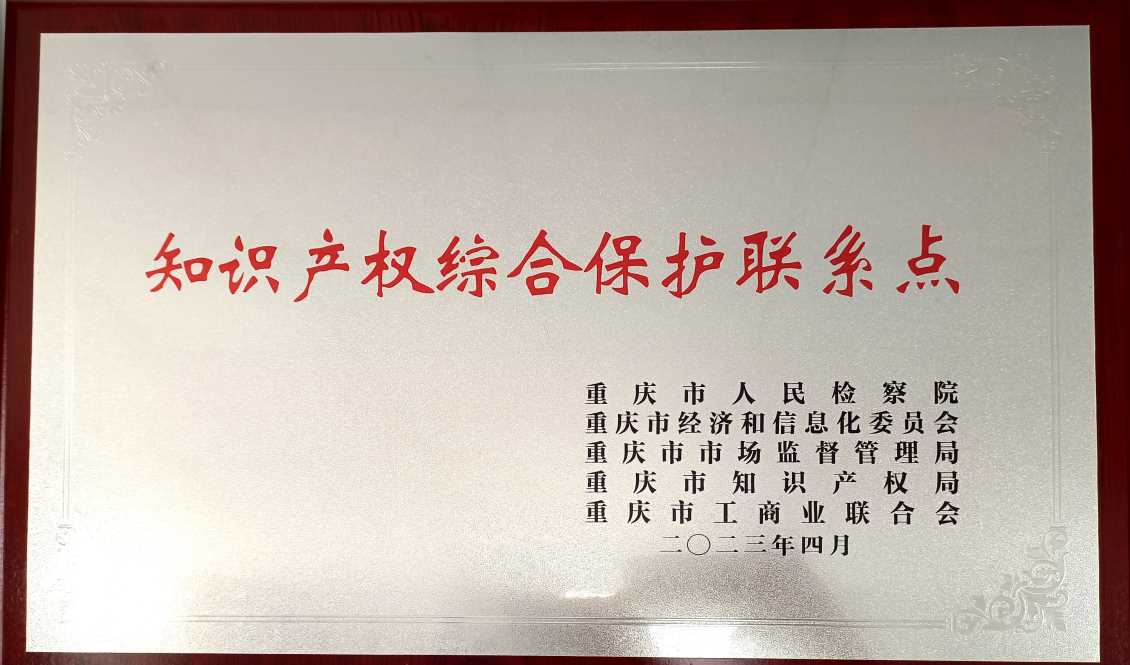 知识产权综合保护联系点
重庆市人民检察院
重庆市经济和信息化委员会
重庆市市场监督管理局
重庆市知识产权局
重庆市工商业联合会
二〇二三年四月